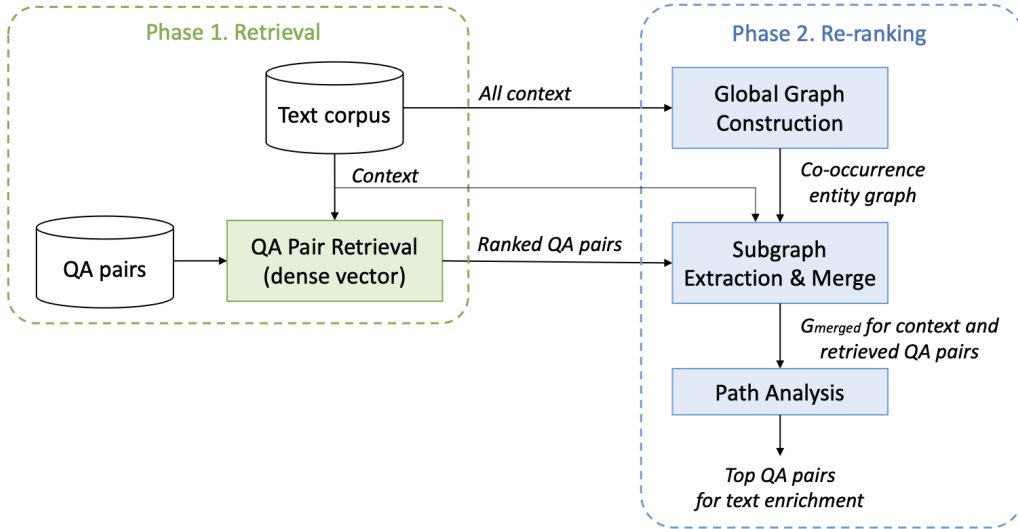 Phase 1. Retrieval
Text corpus
QA pairs
QA Pair Retrieval
(dense vector)
All context
Context
Ranked QA pairs
Phase 2. Re-ranking
Global Graph
Construction
Co-occurrence
entity graph
Subgraph
Extraction & Merge
Gmerged for context and
retrieved QA pairs
Path Analysis
Top QA pairs
for text enrichment